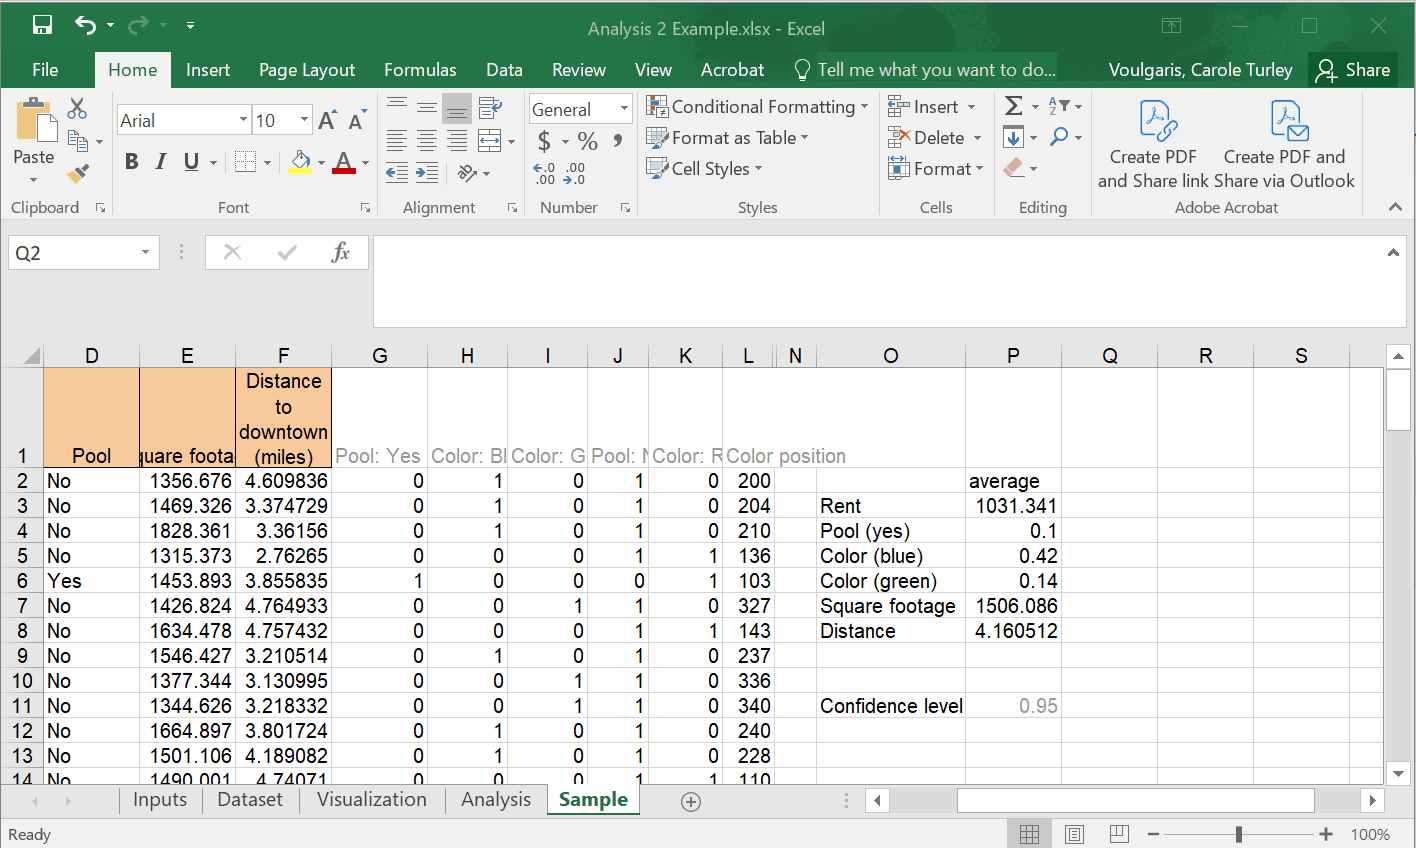 Analysis 2 Example.xlsx - Excel
File Home Insert Page Layout Formulas Data Review View Acrobat Tell me what you want to do... Voulgaris, Carole Turley Share
Paste
Arial 10
B I U A
General
$ % ,
Conditional Formatting
Format as Table
Cell Styles
Insert
Delete
Format
Create PDF and Share link
Create PDF and Share via Outlook
Clipboard Font Alignment Number Styles Cells Editing Adobe Acrobat
Q2 fx
D E F G H I J K L N O P Q R S
1 Pool quare foota Distance to downtown (miles) Pool: Yes Color: Bl Color: G Pool: N Color: R Color position
2 No 1356.676 4.609836 0 1 0 1 0 200 average
3 No 1469.326 3.374729 0 1 0 1 0 204 Rent 1031.341
4 No 1828.361 3.36156 0 1 0 1 0 210 Pool (yes) 0.1
5 No 1315.373 2.76265 0 0 0 1 1 136 Color (blue) 0.42
6 Yes 1453.893 3.855835 1 0 0 0 1 103 Color (green) 0.14
7 No 1426.824 4.764933 0 0 1 1 0 327 Square footage 1506.086
8 No 1634.478 4.757432 0 0 0 1 1 143 Distance 4.160512
9 No 1546.427 3.210514 0 1 0 1 0 237
10 No 1377.344 3.130995 0 0 1 1 0 336
11 No 1344.626 3.218332 0 0 1 1 0 340 Confidence level 0.95
12 No 1664.897 3.801724 0 1 0 1 0 240
13 No 1501.106 4.189082 0 1 0 1 0 228
14 No 1490.001 4.74071 0 0 0 1 1 110
Inputs Dataset Visualization Analysis Sample
Ready 100%